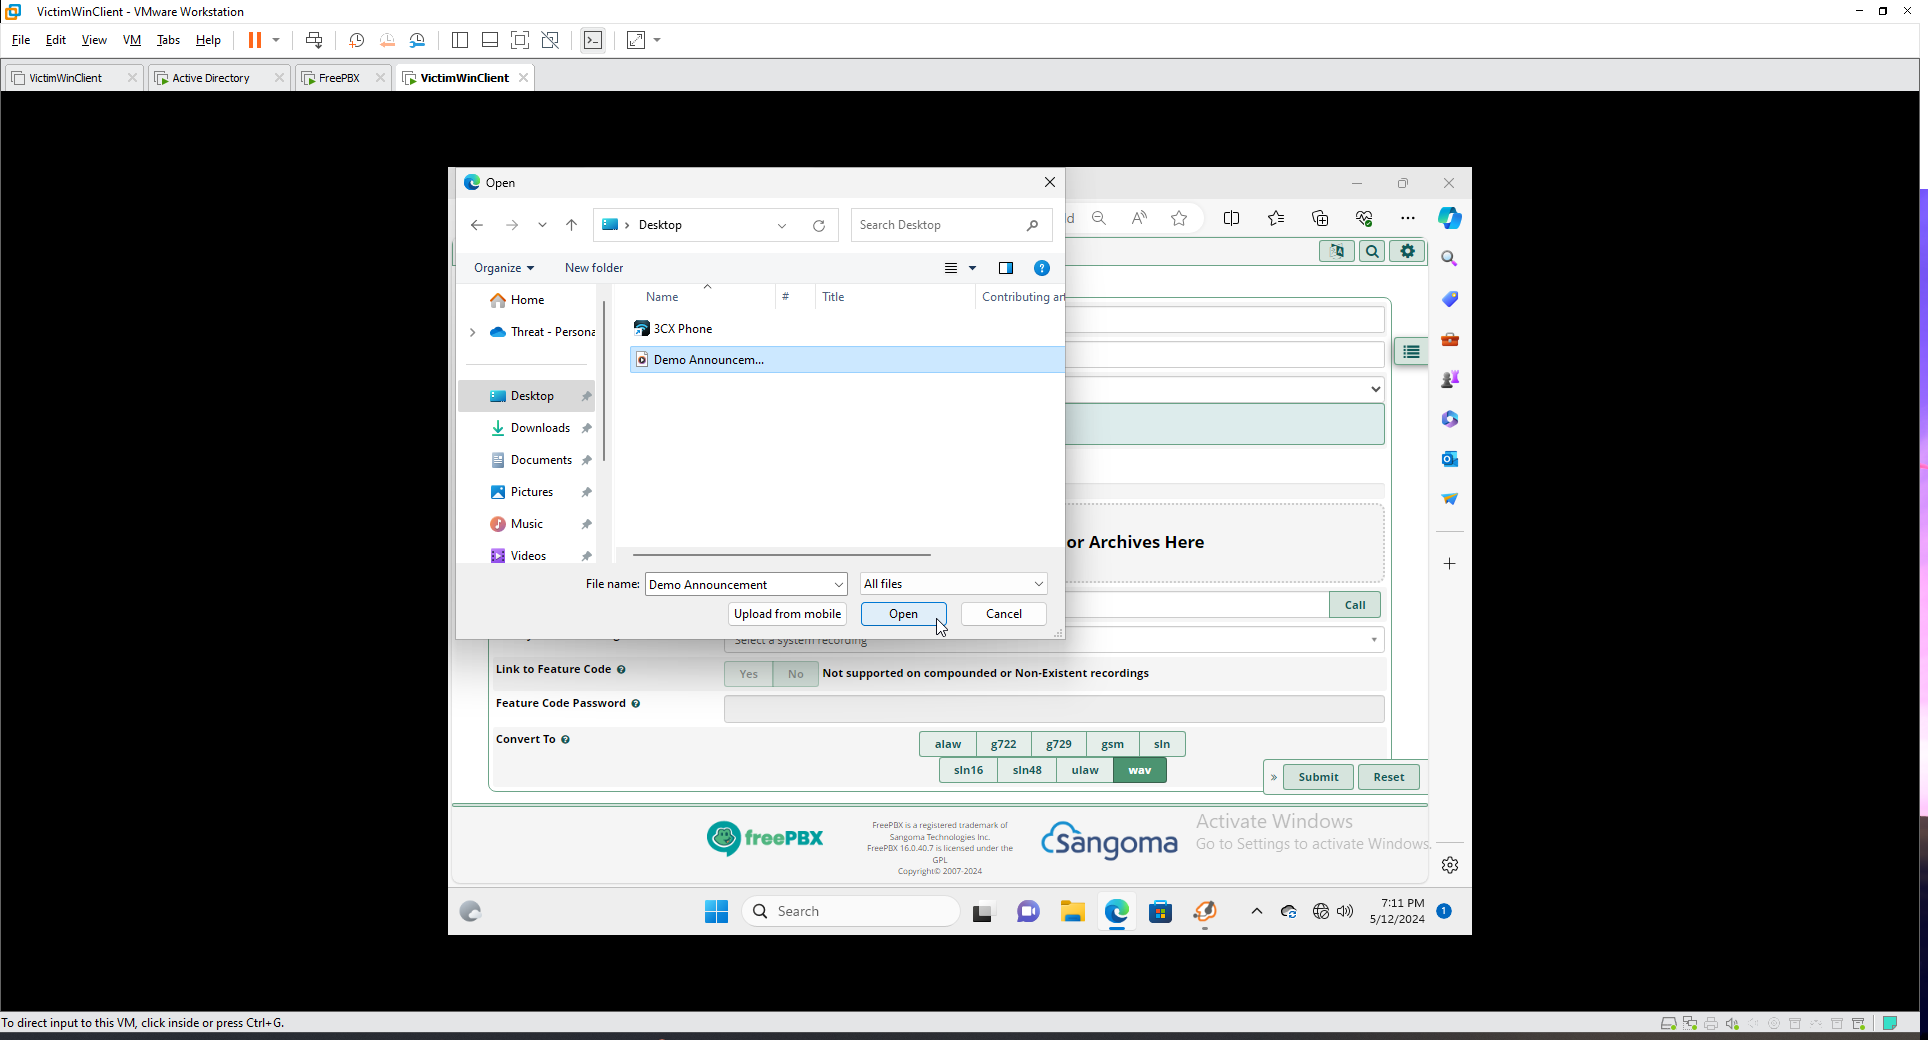 VictimWinClient - VMware Workstation
File Edit View VM Tabs Help
VictimWinClient Active Directory FreePBX VictimWinClient
Open
Desktop Search Desktop
Organize New folder
Name # Title Contributing art
Home
Threat - Persona
3CX Phone
Demo Announcem...
Desktop
Downloads
Documents
Pictures
Music
Videos
or Archives Here
File name: Demo Announcement All files
Upload from mobile Open Cancel
Call
Select a system recording
Link to Feature Code Yes No Not supported on compounded or Non-Existent recordings
Feature Code Password
Convert To alaw g722 g729 gsm sln
sln16 sln48 ulaw wav
» Submit Reset
freePBX
FreePBX is a registered trademark of
Sangoma Technologies Inc.
FreePBX 16.0.40.7 is licensed under the
GPL
Copyright© 2007-2024
Sangoma
Activate Windows
Go to Settings to activate Windows.
Search
7:11 PM
5/12/2024
1
To direct input to this VM, click inside or press Ctrl+G.